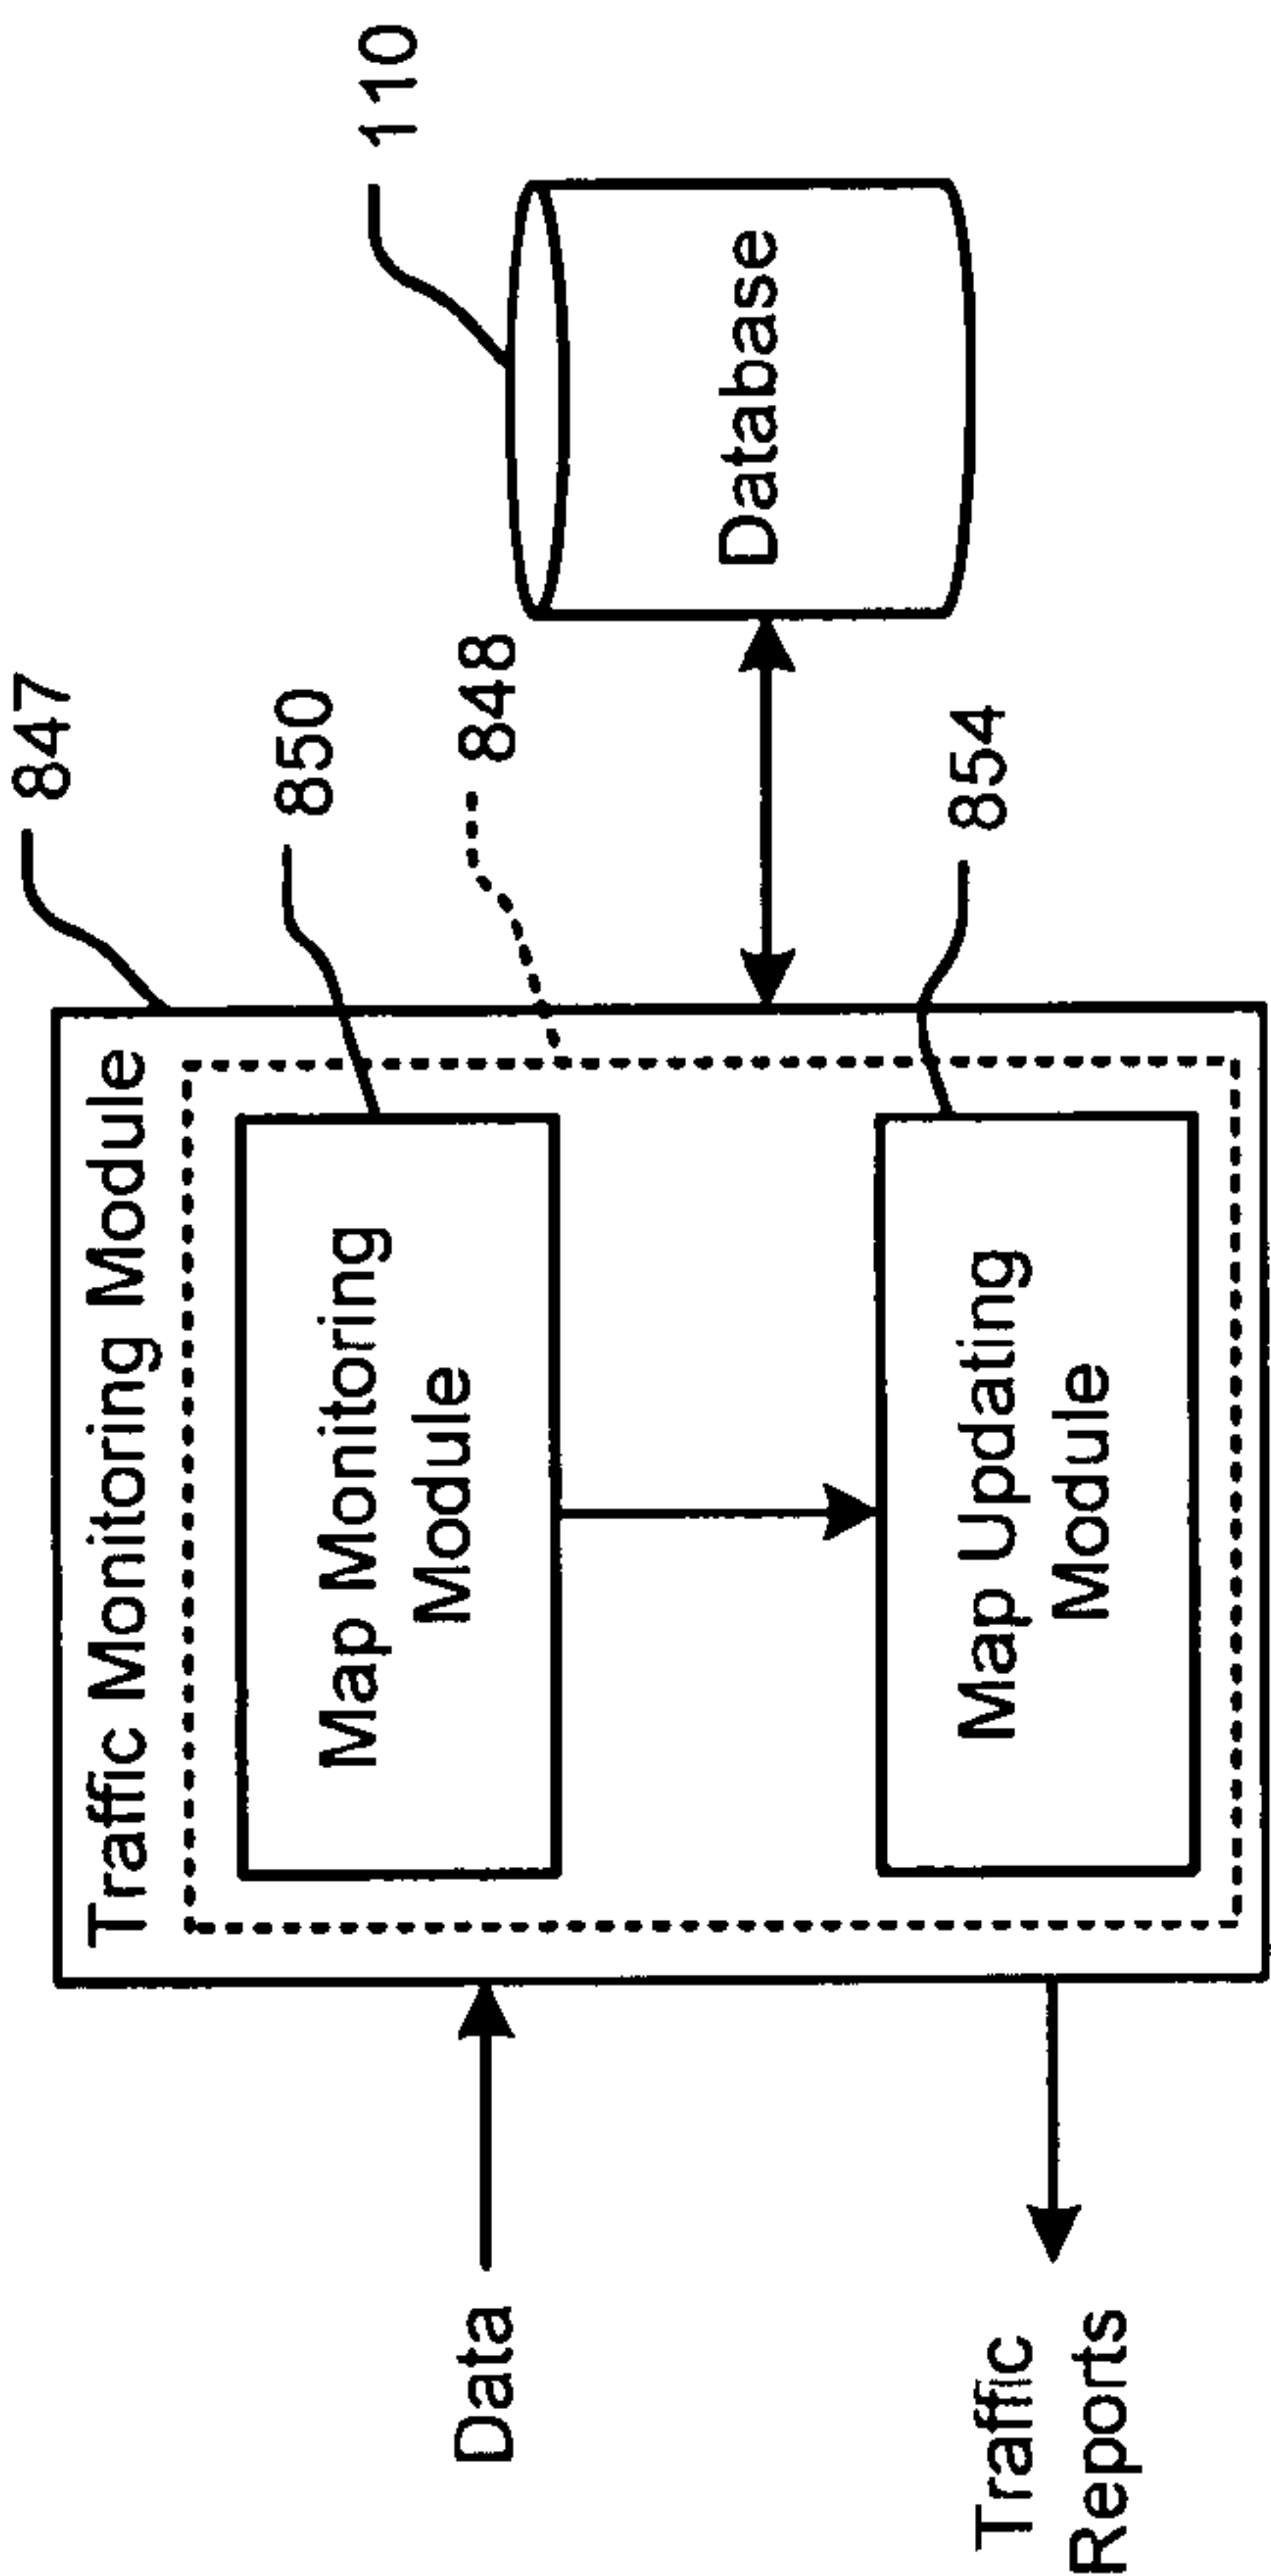 847
Traffic Monitoring Module
850
110
Data
Map Monitoring
Module
848
Database
Map Updating
Module
854
Traffic
Reports